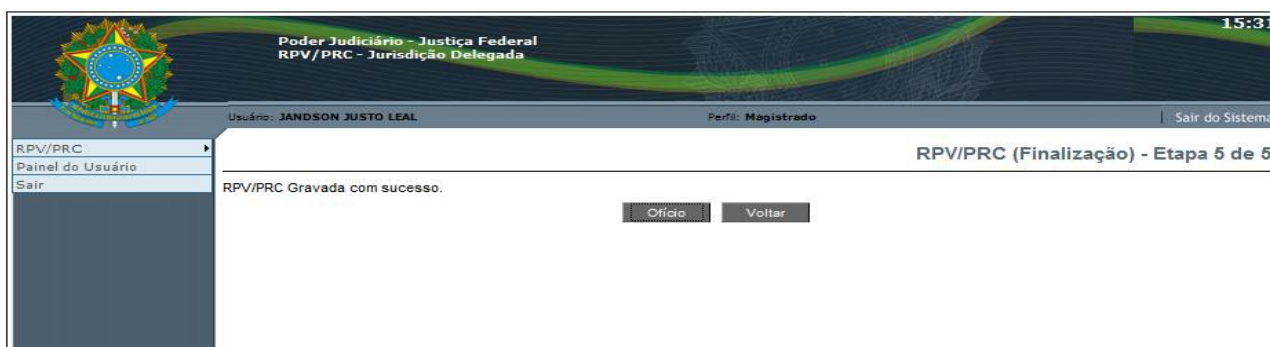 15:31
Poder Judiciário - Justiça Federal
RPV/PRC - Jurisdição Delegada
Usuário: JANDSON JUSTO LEAL Perfil: Magistrado | Sair do Sistema
RPV/PRC
Painel do Usuário
Sair
RPV/PRC (Finalização) - Etapa 5 de 5
RPV/PRC Gravada com sucesso.
Ofício Voltar